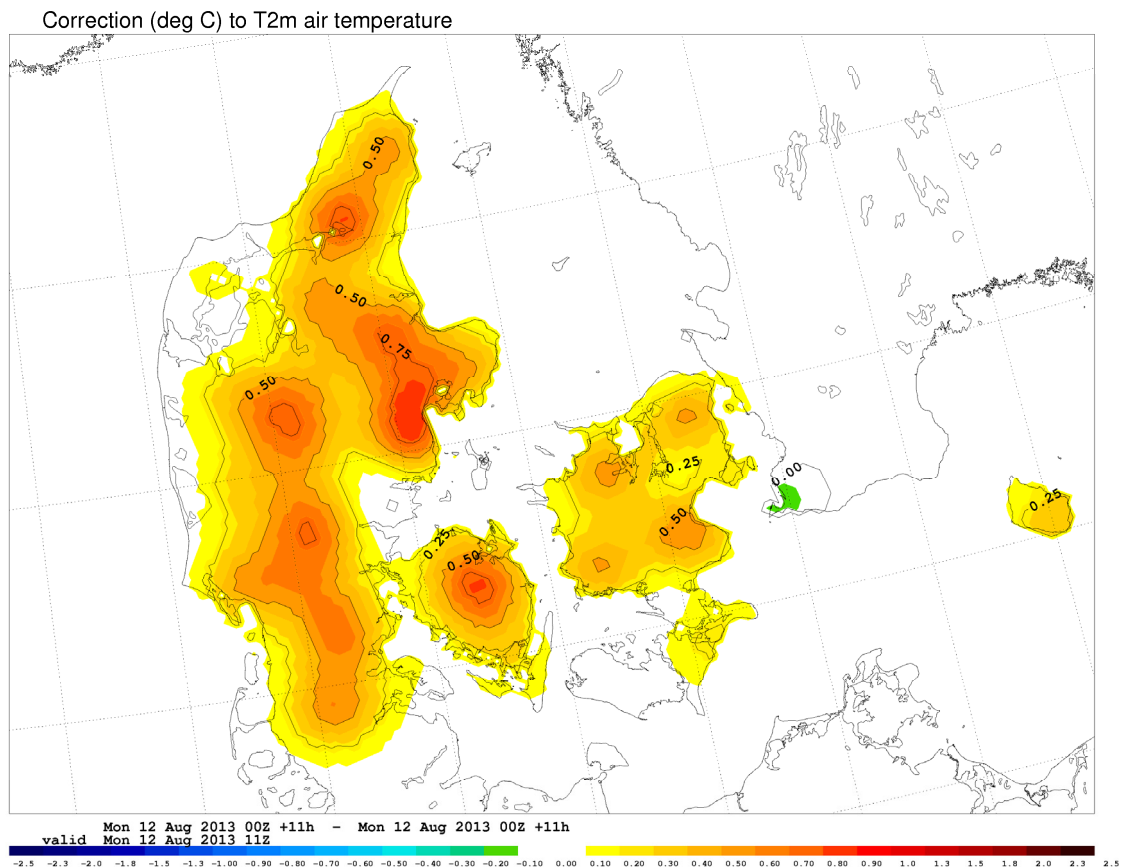 Correction (deg C) to T2m air temperature
0.50
0.50
0.75
0.50
0.25
0.00
0.25
0.50
0.25
0.50
Mon 12 Aug 2013 00Z +11h – Mon 12 Aug 2013 00Z +11h
valid Mon 12 Aug 2013 11Z
-2.5 -2.3 -2.0 -1.8 -1.5 -1.3 -1.00 -0.90 -0.80 -0.70 -0.60 -0.50 -0.40 -0.30 -0.20 -0.10 0.00 0.10 0.20 0.30 0.40 0.50 0.60 0.70 0.80 0.90 1.0 1.3 1.5 1.8 2.0 2.3 2.5